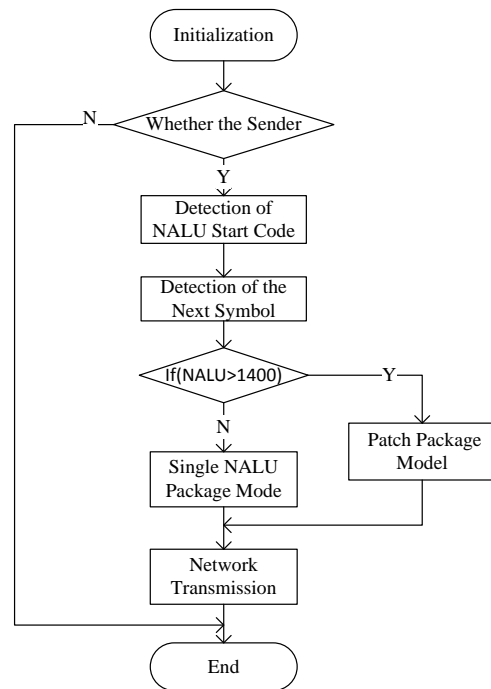 Initialization
N
Whether the Sender
Y
Detection of
NALU Start Code
Detection of the
Next Symbol
If(NALU>1400)
Y
N
Patch Package
Model
Single NALU
Package Mode
Network
Transmission
End